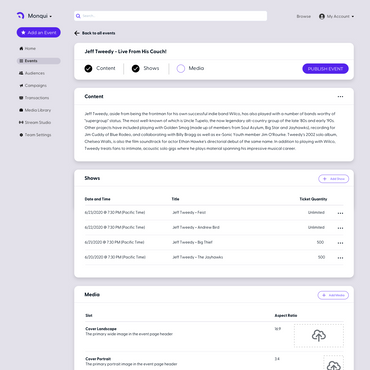 Monqui
Search...
Browse
My Account
Add an Event
Back to all events
Home
Events
Audiences
Campaigns
Transactions
Media Library
Stream Studio
Team Settings
Jeff Tweedy - Live From His Couch!
Content
Shows
Media
PUBLISH EVENT
Content
Jeff Tweedy, aside from being the frontman for his own successful indie band Wilco, has also played with a number of bands worthy of
"supergroup" status. The most well-known of which is Uncle Tupelo, the now legendary alt-country group of the late '80s and early '90s.
Other projects have included playing with Golden Smog (made up of members from Soul Asylum, Big Star and Jayhawks), recording for
Jim Cuddy of Blue Rodeo, and collaborating with Billy Bragg as well as ex-Sonic Youth member Jim O'Rourke. Tweedy's 2002 solo album,
Chelsea Walls, is also the film soundtrack for actor Ethan Hawke's directorial debut of the same name. In addition to playing with Wilco,
Tweedy treats fans to intimate, acoustic solo gigs where he plays material spanning his impressive musical career.
Shows
Add Show
Date and Time Title Ticket Quantity
6/21/2020 @ 7:30 PM (Pacific Time) Jeff Tweedy - Feist Unlimited
6/22/2020 @ 7:30 PM (Pacific Time) Jeff Tweedy - Andrew Bird Unlimited
6/21/2020 @ 7:30 PM (Pacific Time) Jeff Tweedy - Big Thief 500
6/20/2020 @ 7:30 PM (Pacific Time) Jeff Tweedy - The Jayhawks 500
Media
Add Media
Slot Aspect Ratio
Cover Landscape 16:9
The primary wide image in the event page header
Cover Portrait
The primary portrait image in the event page header